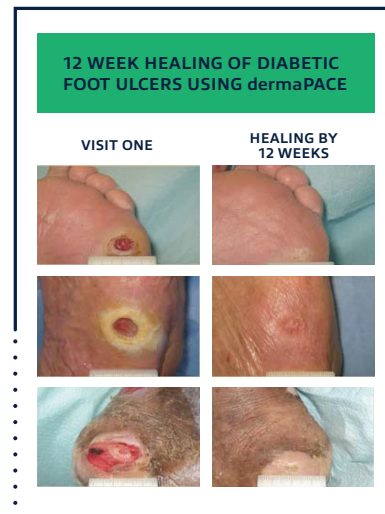 12 WEEK HEALING OF DIABETIC
FOOT ULCERS USING dermaPACE
VISIT ONE
HEALING BY
12 WEEKS